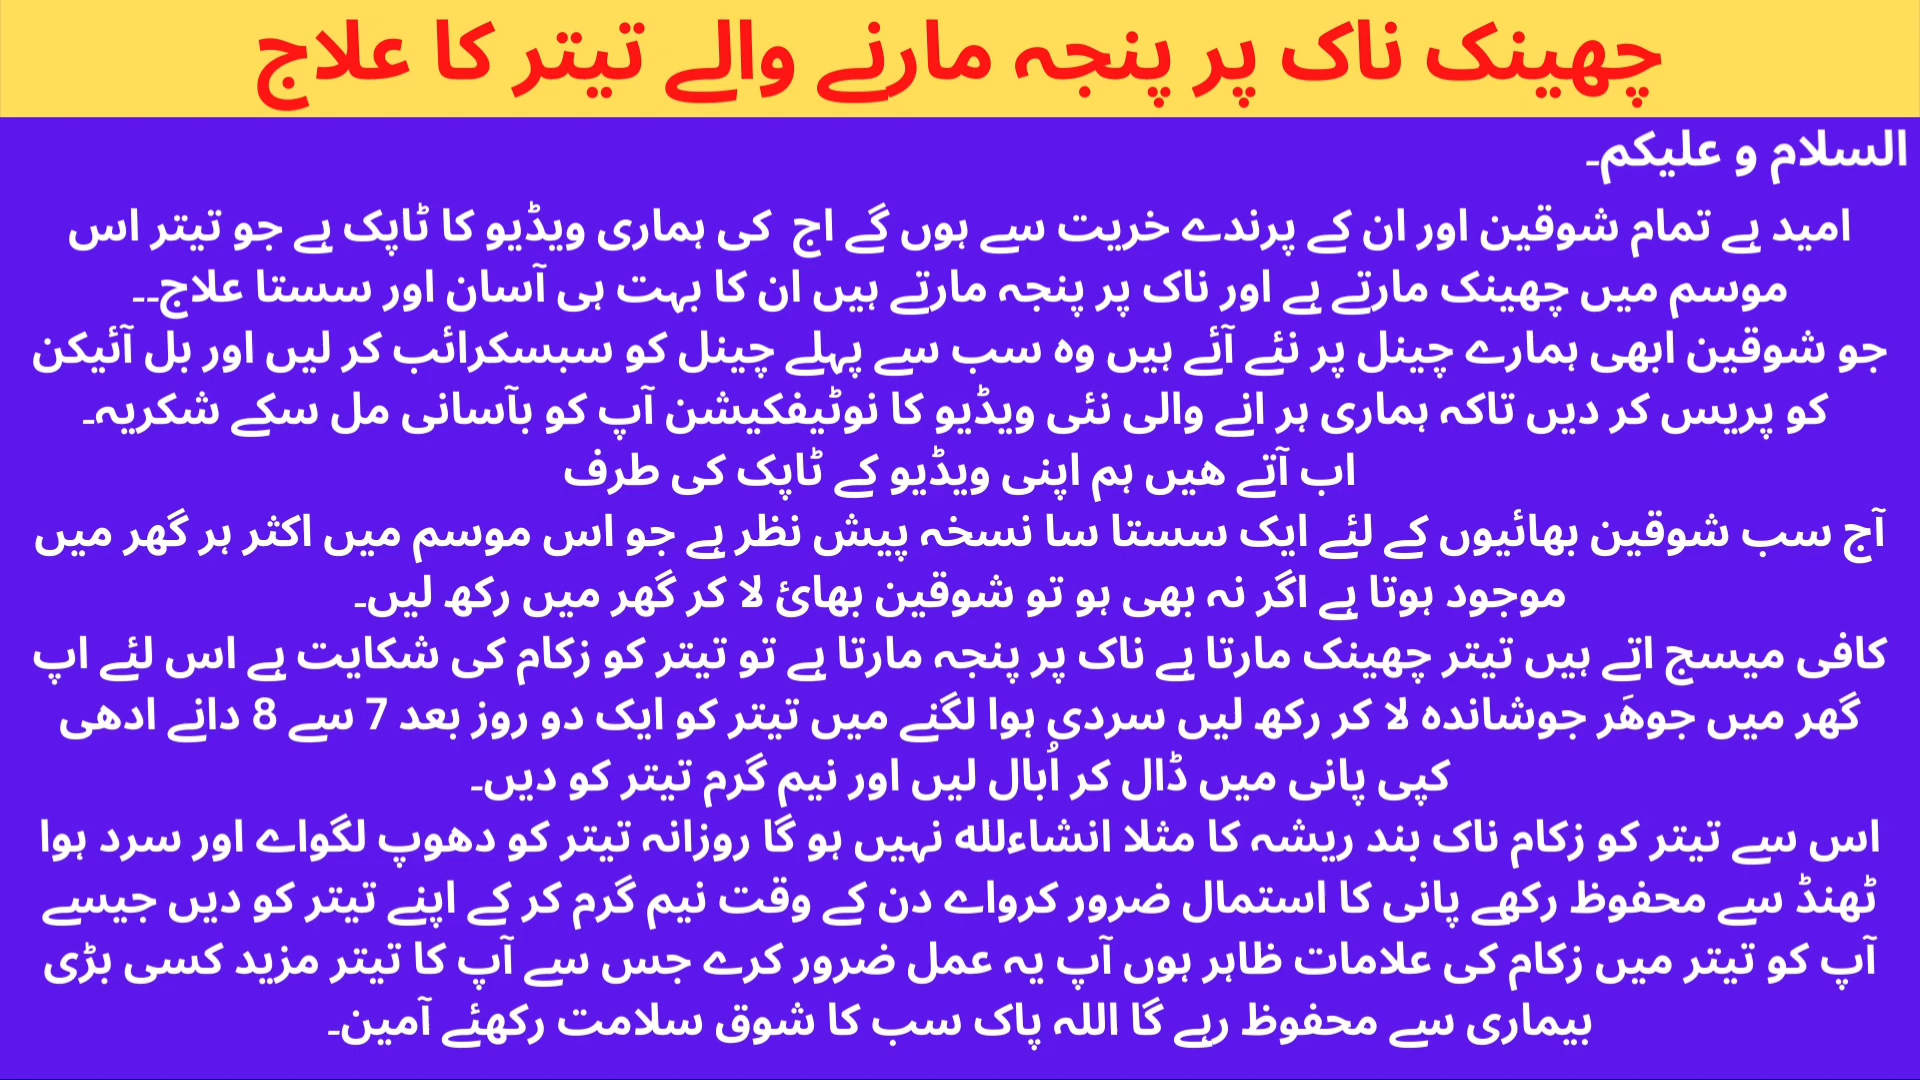 چھینک ناک پر پنجہ مارنے والے تیتر کا علاج
السلام و علیکم۔
امید ہے تمام شوقین اور ان کے پرندے خریت سے ہوں گے اج کی ہماری ویڈیو کا ٹاپک ہے جو تیتر اس
موسم میں چھینک مارتے ہے اور ناک پر پنجہ مارتے ہیں ان کا بہت ہی آسان اور سستا علاج۔۔
جو شوقین ابھی ہمارے چینل پر نئے آئے ہیں وہ سب سے پہلے چینل کو سبسکرائب کر لیں اور بل آئیکن
کو پریس کر دیں تاکہ ہماری ہر انے والی نئی ویڈیو کا نوٹیفکیشن آپ کو بآسانی مل سکے شکریہ۔
اب آتے ھیں ہم اپنی ویڈیو کے ٹاپک کی طرف
آج سب شوقین بھائیوں کے لئے ایک سستا سا نسخہ پیش نظر ہے جو اس موسم میں اکثر ہر گھر میں
موجود ہوتا ہے اگر نہ بھی ہو تو شوقین بھائ لا کر گھر میں رکھ لیں۔
کافی میسج اتے ہیں تیتر چھینک مارتا ہے ناک پر پنجہ مارتا ہے تو تیتر کو زکام کی شکایت ہے اس لئے اپ
گھر میں جوھَر جوشاندہ لا کر رکھ لیں سردی ہوا لگنے میں تیتر کو ایک دو روز بعد 7 سے 8 دانے ادھی
کپی پانی میں ڈال کر اُبال لیں اور نیم گرم تیتر کو دیں۔
اس سے تیتر کو زکام ناک بند ریشہ کا مثلا انشاءلله نہیں ہو گا روزانہ تیتر کو دھوپ لگواے اور سرد ہوا
ٹھنڈ سے محفوظ رکھے پانی کا استمال ضرور کرواے دن کے وقت نیم گرم کر کے اپنے تیتر کو دیں جیسے
آپ کو تیتر میں زکام کی علامات ظاہر ہوں آپ یہ عمل ضرور کرے جس سے آپ کا تیتر مزید کسی بڑی
بیماری سے محفوظ رہے گا اللہ پاک سب کا شوق سلامت رکھئے آمین۔